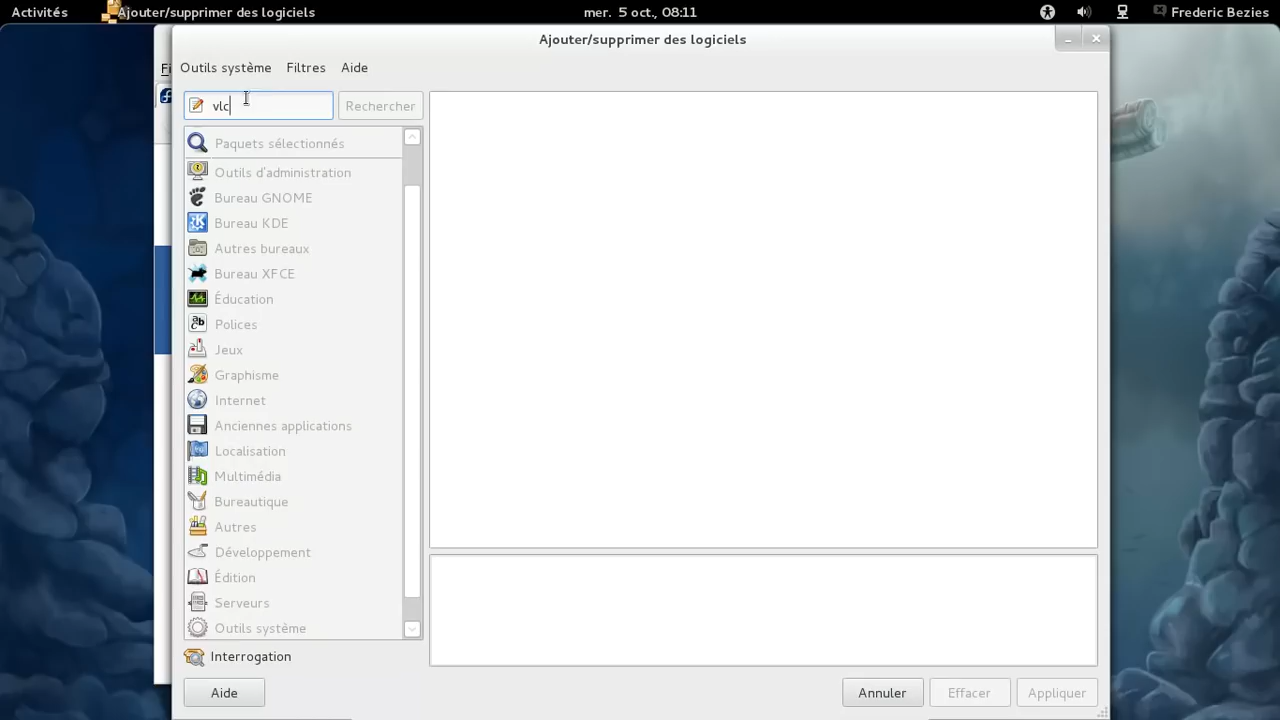 Activités
Ajouter/supprimer des logiciels
mer. 5 oct., 08:11
Frederic Bezies
Ajouter/supprimer des logiciels
Outils système
Filtres
Aide
vlc
Rechercher
Paquets sélectionnés
Outils d'administration
Bureau GNOME
Bureau KDE
Autres bureaux
Bureau XFCE
Éducation
Polices
Jeux
Graphisme
Internet
Anciennes applications
Localisation
Multimédia
Bureautique
Autres
Développement
Édition
Serveurs
Outils système
Interrogation
Aide
Annuler
Effacer
Appliquer